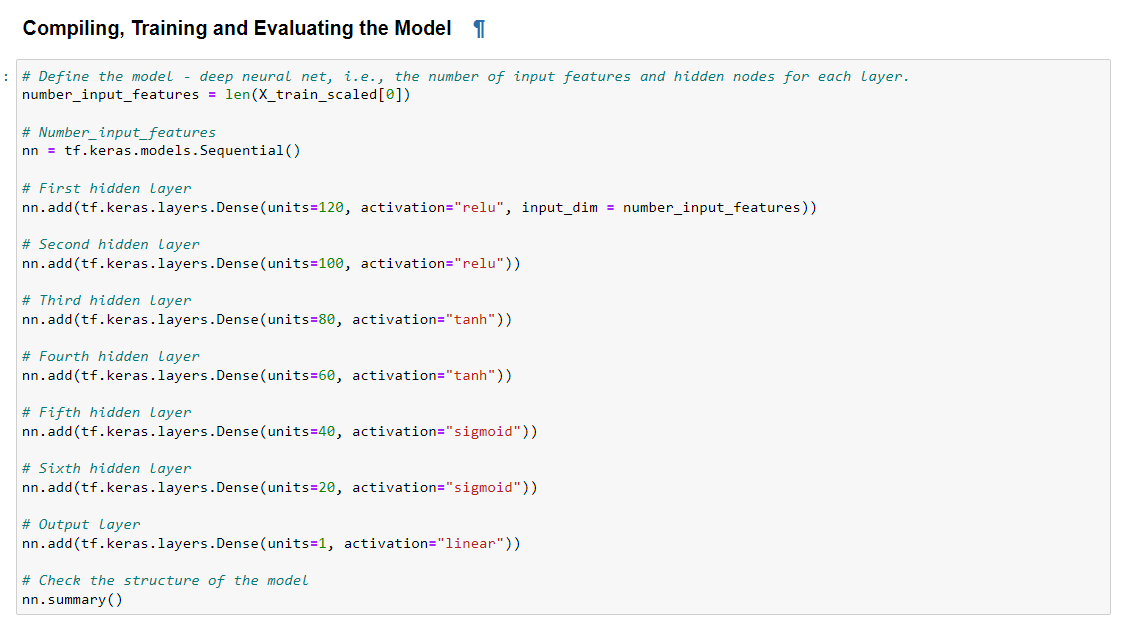 Compiling, Training and Evaluating the Model ¶
: # Define the model - deep neural net, i.e., the number of input features and hidden nodes for each layer.
number_input_features = len(X_train_scaled[0])
# Number_input_features
nn = tf.keras.models.Sequential()
# First hidden layer
nn.add(tf.keras.layers.Dense(units=120, activation="relu", input_dim = number_input_features))
# Second hidden layer
nn.add(tf.keras.layers.Dense(units=100, activation="relu"))
# Third hidden layer
nn.add(tf.keras.layers.Dense(units=80, activation="tanh"))
# Fourth hidden layer
nn.add(tf.keras.layers.Dense(units=60, activation="tanh"))
# Fifth hidden layer
nn.add(tf.keras.layers.Dense(units=40, activation="sigmoid"))
# Sixth hidden layer
nn.add(tf.keras.layers.Dense(units=20, activation="sigmoid"))
# Output layer
nn.add(tf.keras.layers.Dense(units=1, activation="linear"))
# Check the structure of the model
nn.summary()